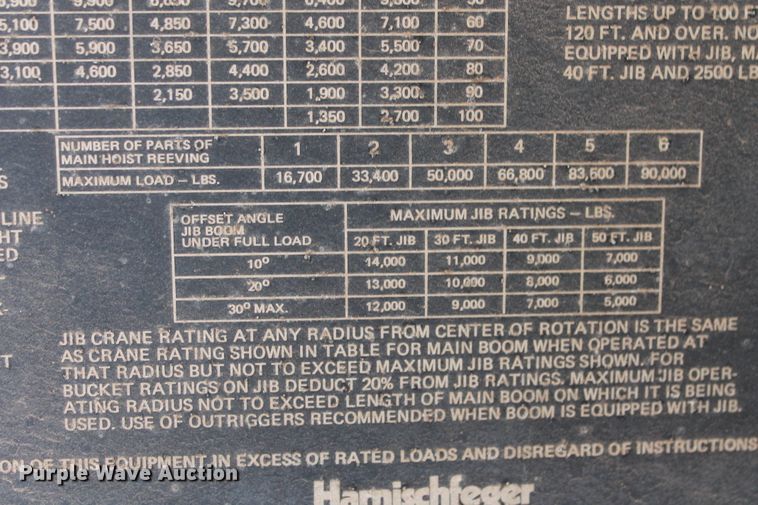 LENGTHS UP TO 100 F
120 FT. AND OVER. NO
EQUIPPED WITH JIB, MA
40 FT. JIB AND 2500 LB
5,100 7,500 4,850 7,300 4,600 7,100 60
3,900 5,900 3,650 5,700 3,400 5,500 70
3,100 4,600 2,850 4,400 2,600 4,200 80
2,150 3,500 1,900 3,300 90
1,350 2,700 100
NUMBER OF PARTS OF
MAIN HOIST REEVING 1 2 3 4 5 6
MAXIMUM LOAD – LBS. 16,700 33,400 50,000 66,800 83,600 90,000
OFFSET ANGLE
JIB BOOM
UNDER FULL LOAD
MAXIMUM JIB RATINGS – LBS.
20 FT. JIB 30 FT. JIB 40 FT. JIB 50 FT. JIB
10° 14,000 11,000 9,000 7,000
20° 13,000 10,000 8,000 6,000
30° MAX. 12,000 9,000 7,000 5,000
S
LINE
HT
ED
T
JIB CRANE RATING AT ANY RADIUS FROM CENTER OF ROTATION IS THE SAME
AS CRANE RATING SHOWN IN TABLE FOR MAIN BOOM WHEN OPERATED AT
THAT RADIUS BUT NOT TO EXCEED MAXIMUM JIB RATINGS SHOWN. FOR
BUCKET RATINGS ON JIB DEDUCT 20% FROM JIB RATINGS. MAXIMUM JIB OPER-
ATING RADIUS NOT TO EXCEED LENGTH OF MAIN BOOM ON WHICH IT IS BEING
USED. USE OF OUTRIGGERS RECOMMENDED WHEN BOOM IS EQUIPPED WITH JIB.
ON OF THIS EQUIPMENT IN EXCESS OF RATED LOADS AND DISREGARD OF INSTRUCTIONS
Purple Wave Auction
Harnischfeger